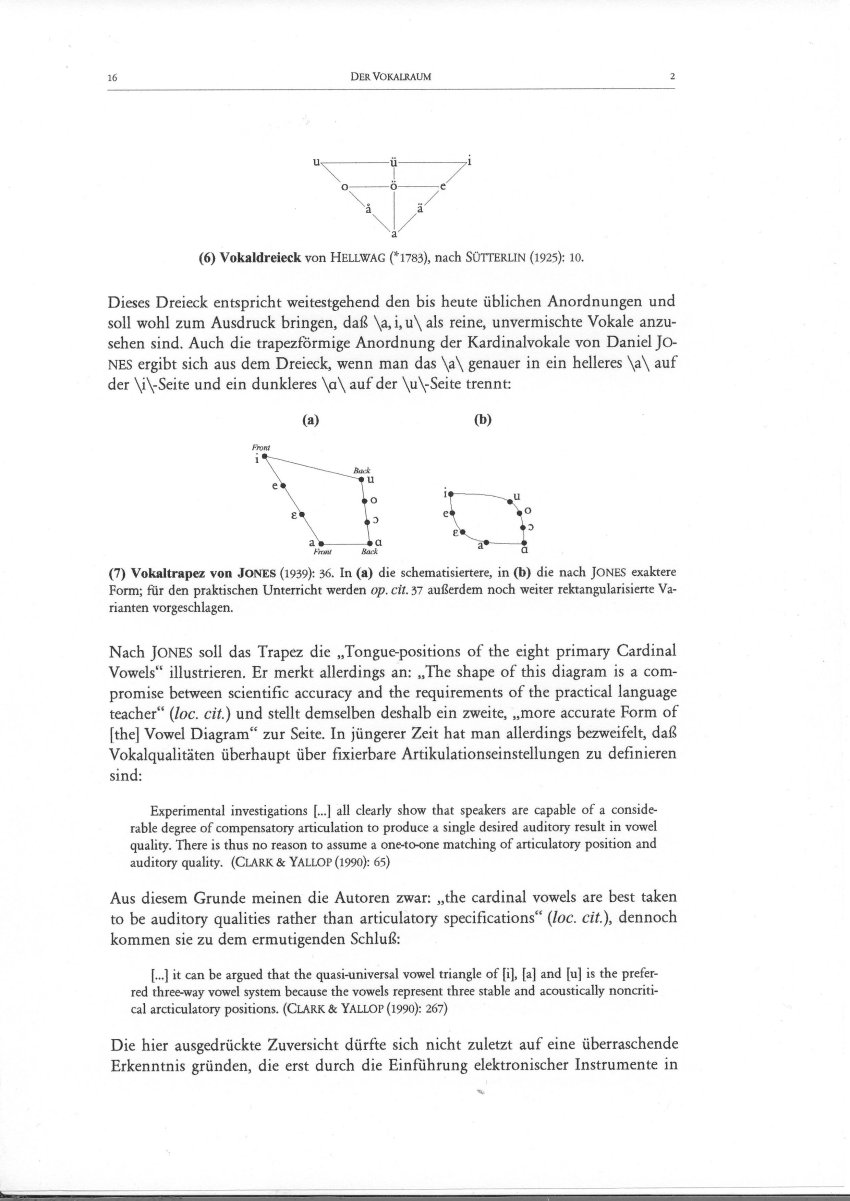 16 DER VOKALRAUM 2
u ü i
o ö e
å ä
a
(6) Vokaldreieck von HELLWAG (*1783), nach SÜTTERLIN (1925): 10.
Dieses Dreieck entspricht weitestgehend den bis heute üblichen Anordnungen und
soll wohl zum Ausdruck bringen, daß \a, i, u\ als reine, unvermischte Vokale anzu-
sehen sind. Auch die trapezförmige Anordnung der Kardinalvokale von Daniel JO-
NES ergibt sich aus dem Dreieck, wenn man das \a\ genauer in ein helleres \a\ auf
der \i\-Seite und ein dunkleres \ɑ\ auf der \u\-Seite trennt:
(a) (b)
Front
i
Back
u
e
o
ɛ
ɔ
a ɑ
Front Back
i u
e o
ɛ ɔ
a ɑ
(7) Vokaltrapez von JONES (1939): 36. In (a) die schematisiertere, in (b) die nach JONES exaktere
Form; für den praktischen Unterricht werden op. cit. 37 außerdem noch weiter rektangularisierte Va-
rianten vorgeschlagen.
Nach JONES soll das Trapez die „Tongue-positions of the eight primary Cardinal
Vowels“ illustrieren. Er merkt allerdings an: „The shape of this diagram is a com-
promise between scientific accuracy and the requirements of the practical language
teacher“ (loc. cit.) und stellt demselben deshalb ein zweite, „more accurate Form of
[the] Vowel Diagram“ zur Seite. In jüngerer Zeit hat man allerdings bezweifelt, daß
Vokalqualitäten überhaupt über fixierbare Artikulationseinstellungen zu definieren
sind:
Experimental investigations [...] all clearly show that speakers are capable of a conside-
rable degree of compensatory articulation to produce a single desired auditory result in vowel
quality. There is thus no reason to assume a one-to-one matching of articulatory position and
auditory quality. (CLARK & YALLOP (1990): 65)
Aus diesem Grunde meinen die Autoren zwar: „the cardinal vowels are best taken
to be auditory qualities rather than articulatory specifications“ (loc. cit.), dennoch
kommen sie zu dem ermutigenden Schluß:
[...] it can be argued that the quasi-universal vowel triangle of [i], [a] and [u] is the prefer-
red three-way vowel system because the vowels represent three stable and acoustically noncriti-
cal arcticulatory positions. (CLARK & YALLOP (1990): 267)
Die hier ausgedrückte Zuversicht dürfte sich nicht zuletzt auf eine überraschende
Erkenntnis gründen, die erst durch die Einführung elektronischer Instrumente in